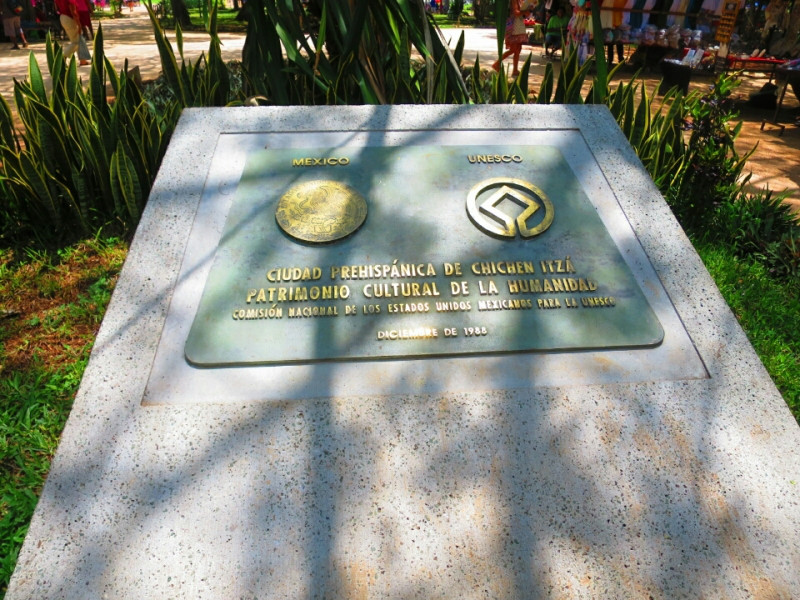 MEXICO UNESCO
CIUDAD PREHISPÁNICA DE CHICHEN ITZÁ
PATRIMONIO CULTURAL DE LA HUMANIDAD
COMISIÓN NACIONAL DE LOS ESTADOS UNIDOS MEXICANOS PARA LA UNESCO
DICIEMBRE DE 1988